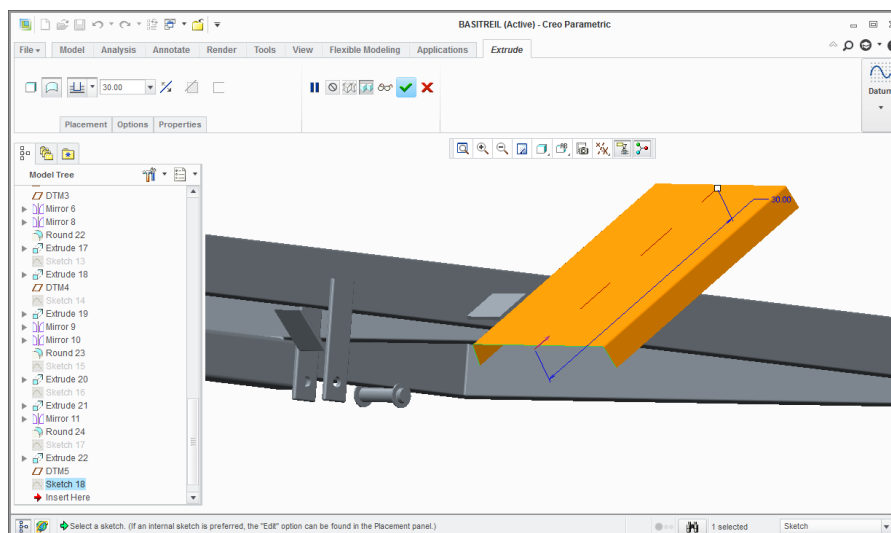 BASITREIL (Active) - Creo Parametric
File
Model
Analysis
Annotate
Render
Tools
View
Flexible Modeling
Applications
Extrude
30.00
Datum
Placement
Options
Properties
Model Tree
DTM3
Mirror 6
Mirror 8
Round 22
Extrude 17
Sketch 13
Extrude 18
DTM4
Sketch 14
Extrude 19
Mirror 9
Mirror 10
Round 23
Sketch 15
Extrude 20
Sketch 16
Extrude 21
Mirror 11
Round 24
Sketch 17
Extrude 22
DTM5
Sketch 18
Insert Here
30.00
Select a sketch. (If an internal sketch is preferred, the "Edit" option can be found in the Placement panel.)
1 selected
Sketch